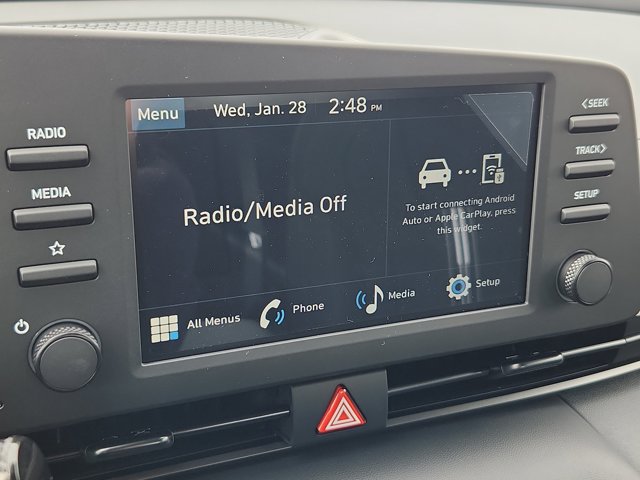 Menu
Wed, Jan. 28 2:48 PM
RADIO
MEDIA
<SEEK
TRACK>
SETUP
Radio/Media Off
To start connecting Android
Auto or Apple CarPlay, press
this widget.
All Menus
Phone
Media
Setup